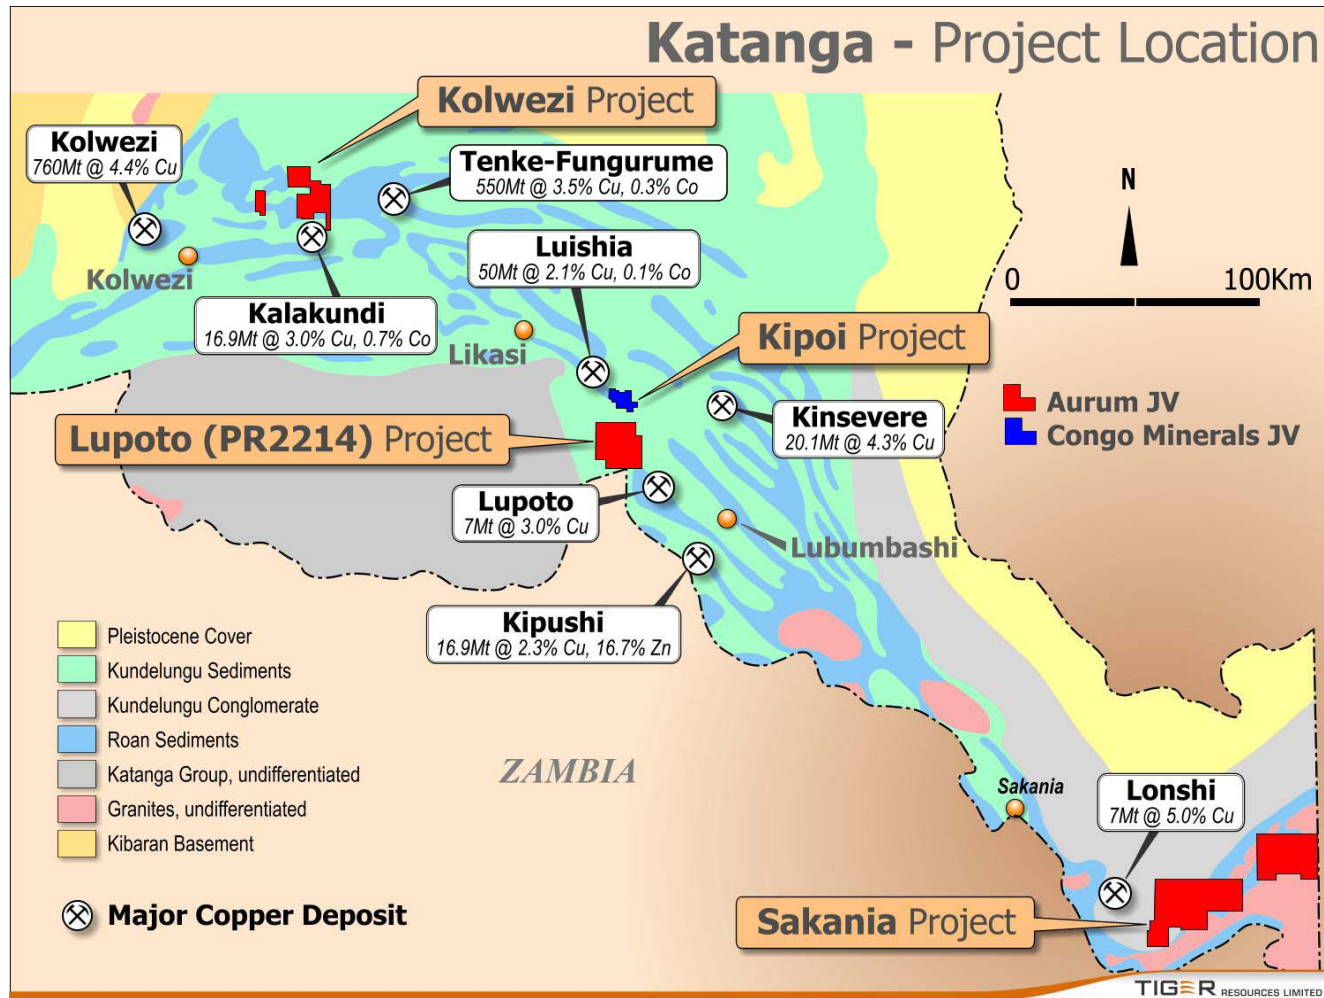 Katanga - Project Location
Kolwezi Project
Kolwezi
760Mt @ 4.4% Cu
Tenke-Fungurume
550Mt @ 3.5% Cu, 0.3% Co
N
Luishia
50Mt @ 2.1% Cu, 0.1% Co
Kolwezi
0 100Km
Kalakundi
16.9Mt @ 3.0% Cu, 0.7% Co
Likasi
Kipoi Project
Aurum JV
Congo Minerals JV
Kinsevere
20.1Mt @ 4.3% Cu
Lupoto (PR2214) Project
Lupoto
7Mt @ 3.0% Cu
Lubumbashi
Kipushi
16.9Mt @ 2.3% Cu, 16.7% Zn
Pleistocene Cover
Kundelungu Sediments
Kundelungu Conglomerate
Roan Sediments
Katanga Group, undifferentiated
Granites, undifferentiated
Kibaran Basement
Major Copper Deposit
ZAMBIA
Sakania
Lonshi
7Mt @ 5.0% Cu
Sakania Project
TIGER RESOURCES LIMITED